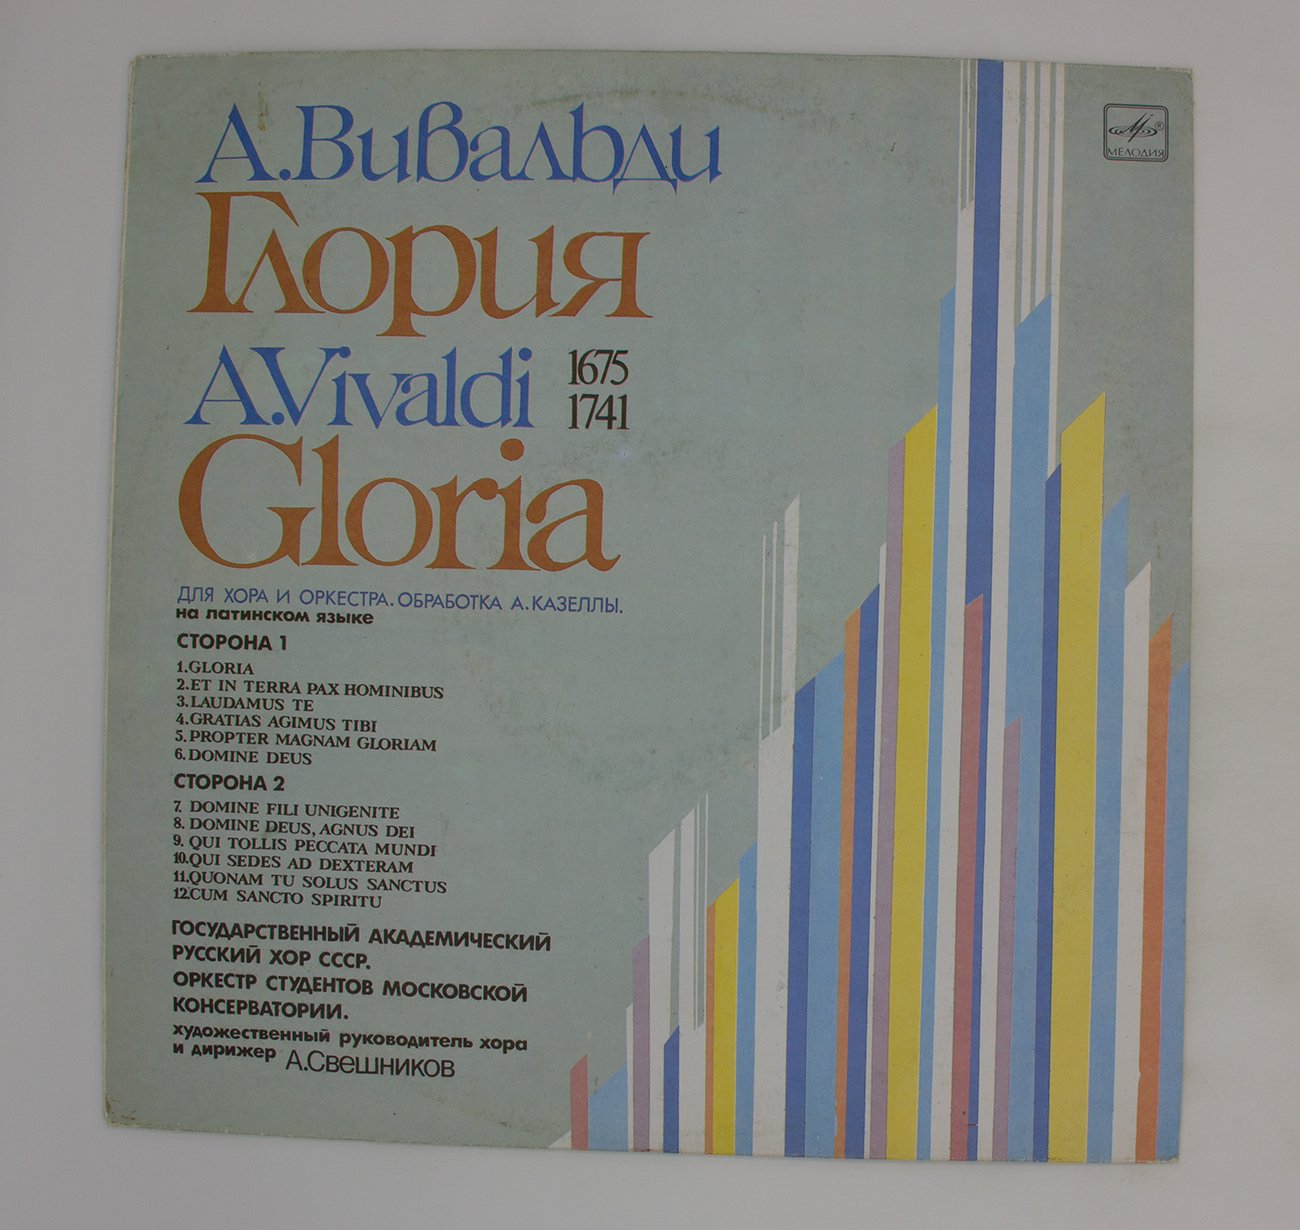 А.Вивальди
МЕЛОДИЯ
Глория
A.Vivaldi 1675
1741
Gloria
ДЛЯ ХОРА И ОРКЕСТРА. ОБРАБОТКА А. КАЗЕЛЛЫ.
на латинском языке
СТОРОНА 1
1.GLORIA
2.ET IN TERRA PAX HOMINIBUS
3.LAUDAMUS TE
4.GRATIAS AGIMUS TIBI
5.PROPTER MAGNAM GLORIAM
6.DOMINE DEUS
СТОРОНА 2
7. DOMINE FILI UNIGENITE
8. DOMINE DEUS, AGNUS DEI
9. QUI TOLLIS PECCATA MUNDI
10.QUI SEDES AD DEXTERAM
11.QUONAM TU SOLUS SANCTUS
12.CUM SANCTO SPIRITU
ГОСУДАРСТВЕННЫЙ АКАДЕМИЧЕСКИЙ
РУССКИЙ ХОР СССР.
ОРКЕСТР СТУДЕНТОВ МОСКОВСКОЙ
КОНСЕРВАТОРИИ.
художественный руководитель хора
и дирижер А.Свешников